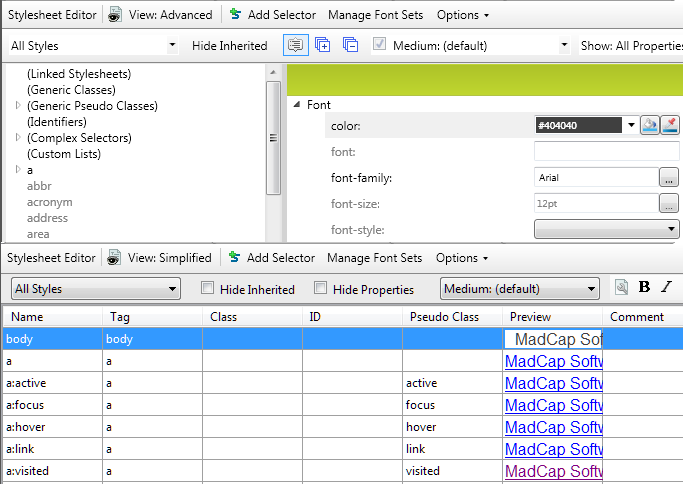 Stylesheet Editor View: Advanced Add Selector Manage Font Sets Options
All Styles Hide Inherited Medium: (default) Show: All Properties
(Linked Stylesheets)
(Generic Classes)
(Generic Pseudo Classes)
(Identifiers)
(Complex Selectors)
(Custom Lists)
a
abbr
acronym
address
area
Font
color: #404040
font:
font-family: Arial ...
font-size: 12pt ...
font-style:
Stylesheet Editor View: Simplified Add Selector Manage Font Sets Options
All Styles Hide Inherited Hide Properties Medium: (default) B I
Name Tag Class ID Pseudo Class Preview Comment
body body MadCap Sof
a a MadCap Softw
a:active a active MadCap Softw
a:focus a focus MadCap Softw
a:hover a hover MadCap Softw
a:link a link MadCap Softw
a:visited a visited MadCap Softw